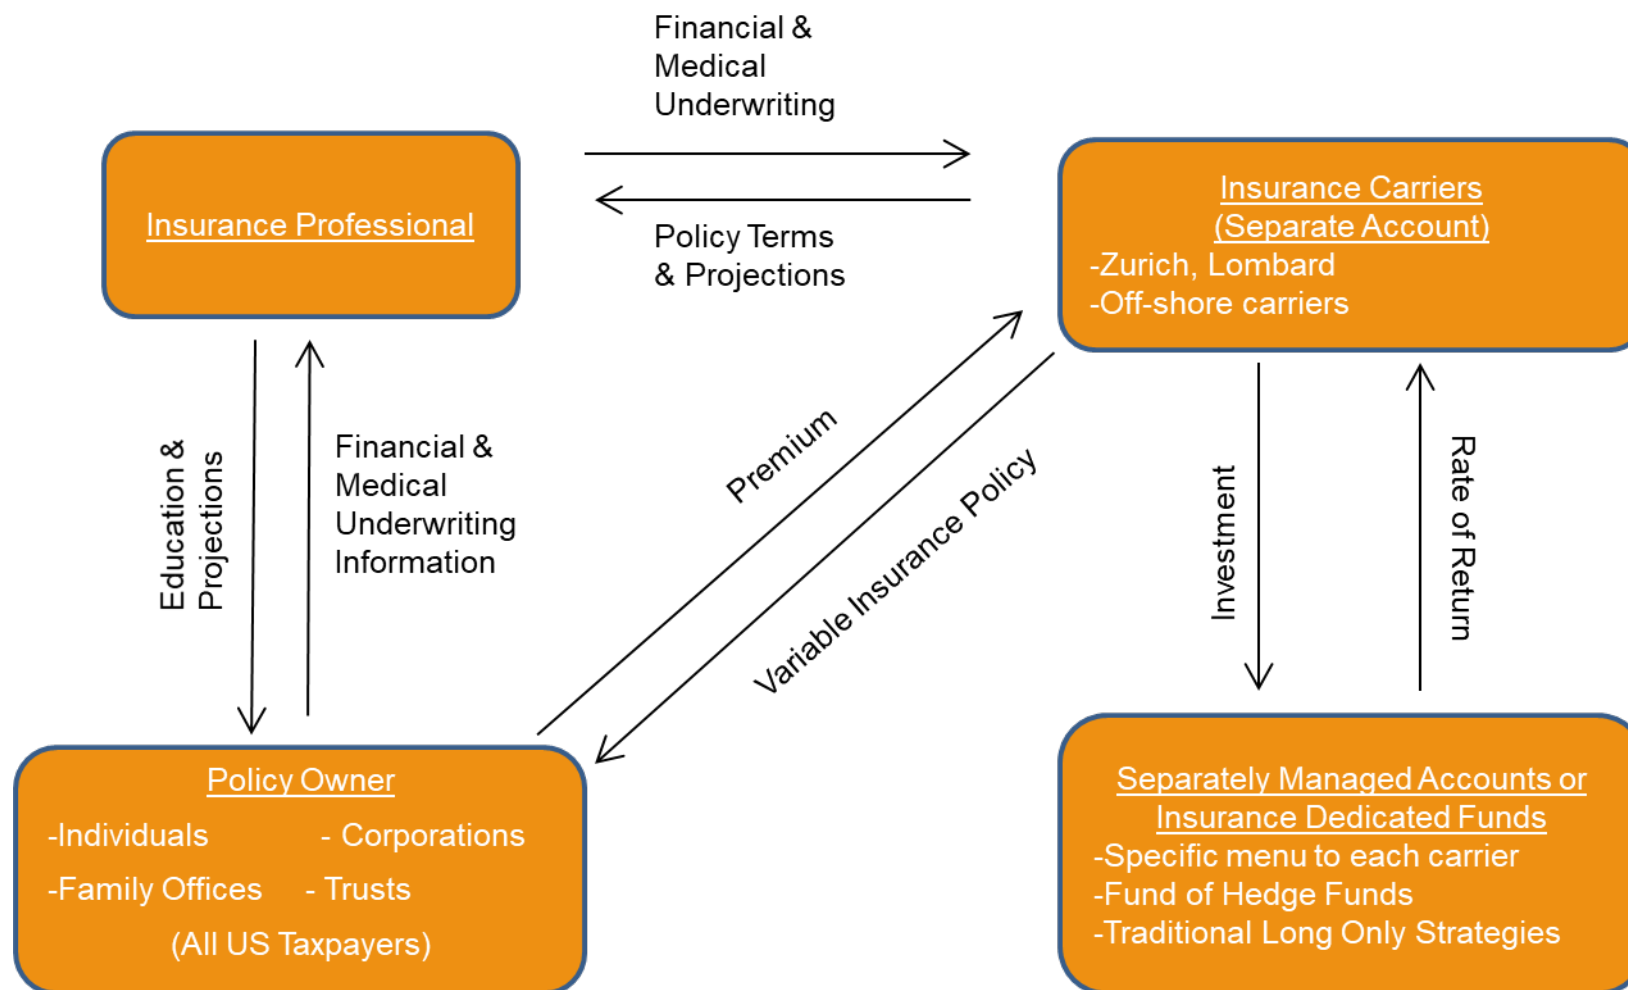 Financial &
Medical
Underwriting
Insurance Professional
Policy Terms
& Projections
Insurance Carriers
(Separate Account)
-Zurich, Lombard
-Off-shore carriers
Education &
Projections
Financial &
Medical
Underwriting
Information
Premium
Variable Insurance Policy
Investment
Rate of Return
Policy Owner
-Individuals - Corporations
-Family Offices - Trusts
(All US Taxpayers)
Separately Managed Accounts or
Insurance Dedicated Funds
-Specific menu to each carrier
-Fund of Hedge Funds
-Traditional Long Only Strategies